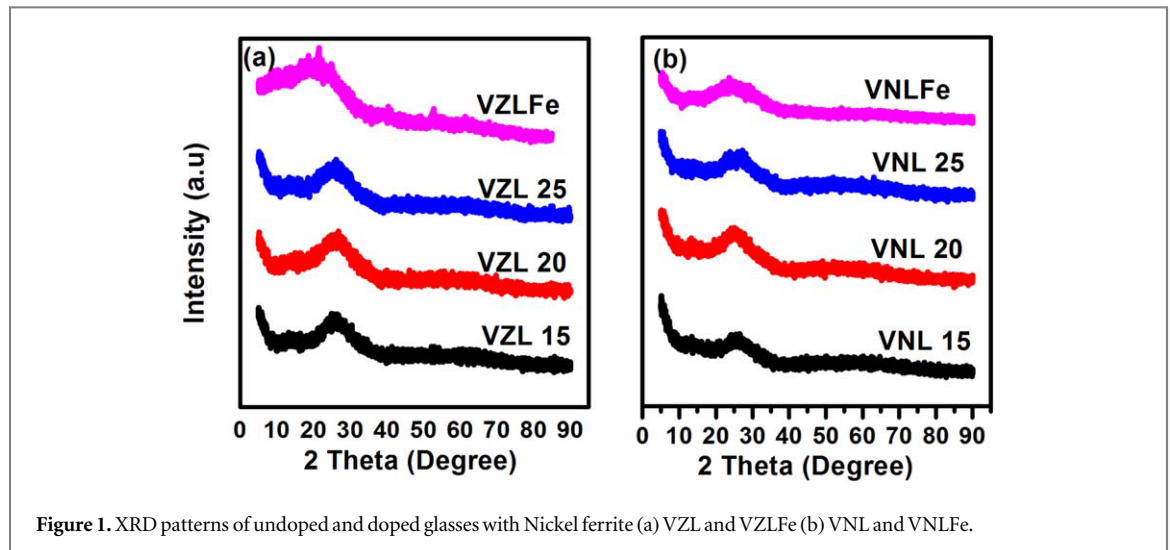 (a)
VZLFe
VZL 25
VZL 20
VZL 15
Intensity (a.u)
0 10 20 30 40 50 60 70 80 90
2 Theta (Degree)
(b)
VNLFe
VNL 25
VNL 20
VNL 15
0 10 20 30 40 50 60 70 80 90
2 Theta (Degree)
Figure 1. XRD patterns of undoped and doped glasses with Nickel ferrite (a) VZL and VZLFe (b) VNL and VNLFe.